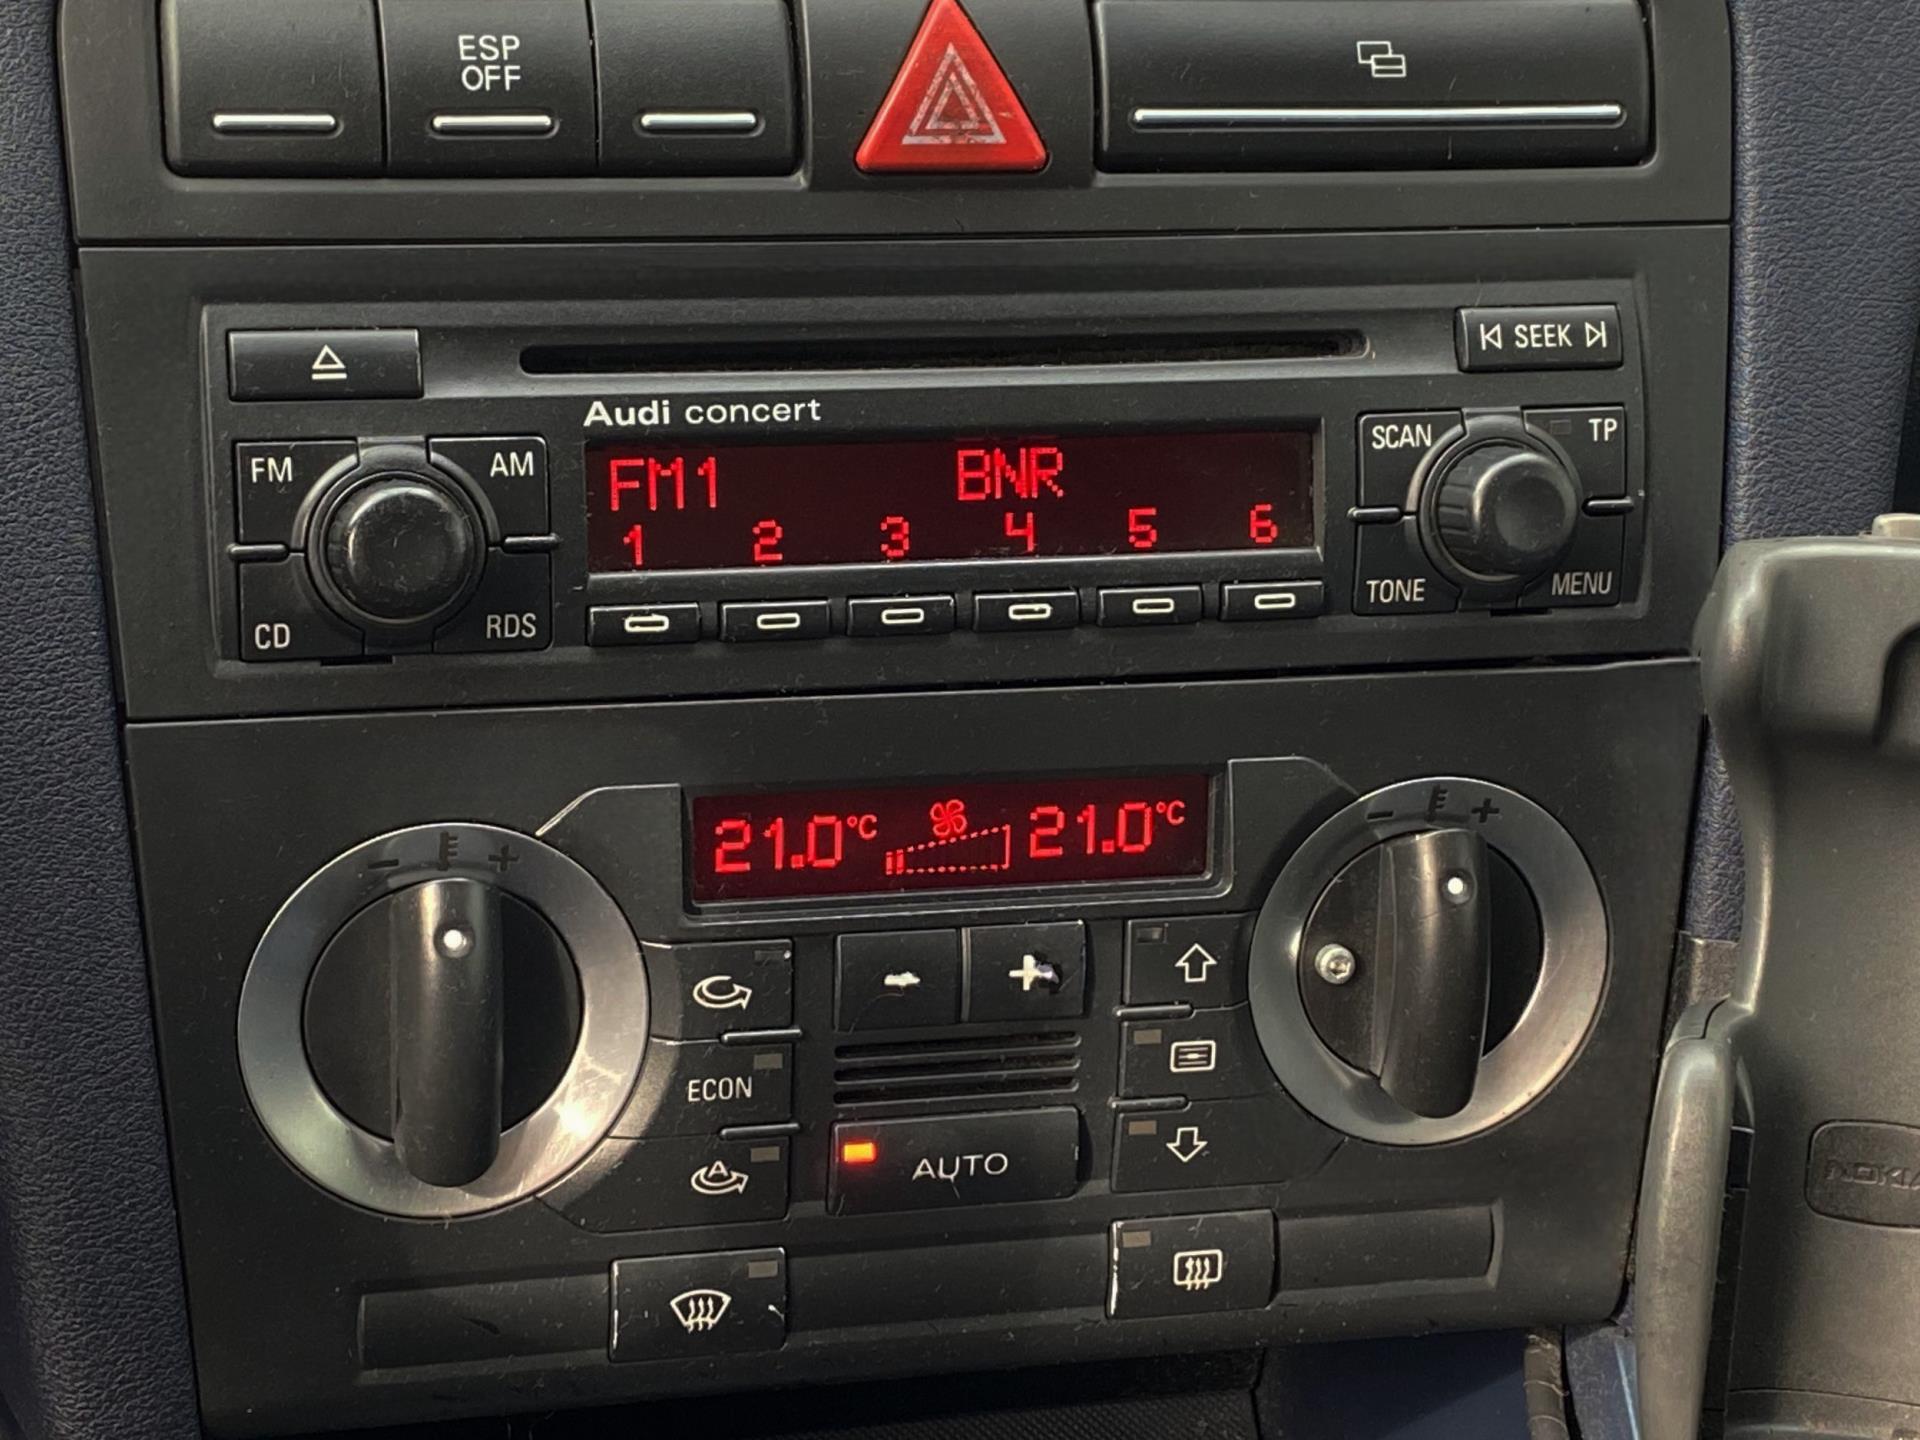 ESP
OFF
SEEK
Audi concert
FM
AM
FM1
BNR
SCAN
TP
1 2 3 4 5 6
CD
RDS
TONE
MENU
21.0°C
21.0°C
- +
- +
- +
ECON
A
AUTO
NOKIA